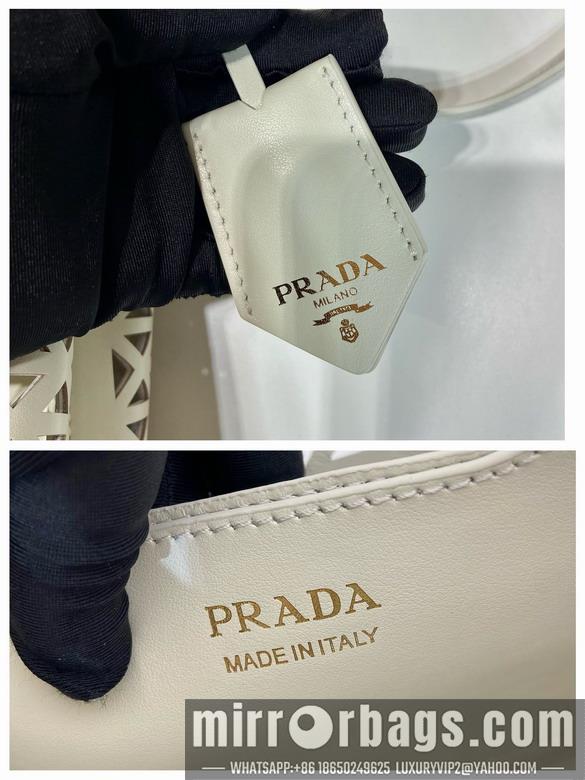 PRADA
MILANO
PRADA
MADE IN ITALY
mirrorbags.com
WHATSAPP:+86 18650249625 LUXURYVIP2@YAHOO.COM